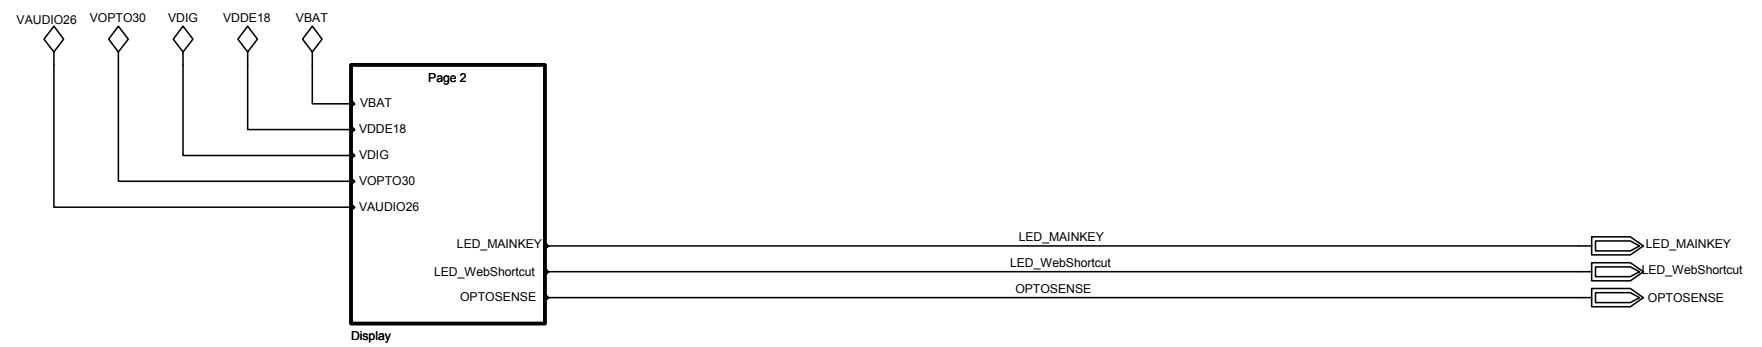 VAUDIO26 VOPTO30 VDIG VDDE18 VBAT
Page 2
VBAT
VDDE18
VDIG
VOPTO30
VAUDIO26
LED_MAINKEY LED_MAINKEY LED_MAINKEY
LED_WebShortcut LED_WebShortcut LED_WebShortcut
OPTOSENSE OPTOSENSE OPTOSENSE
Display